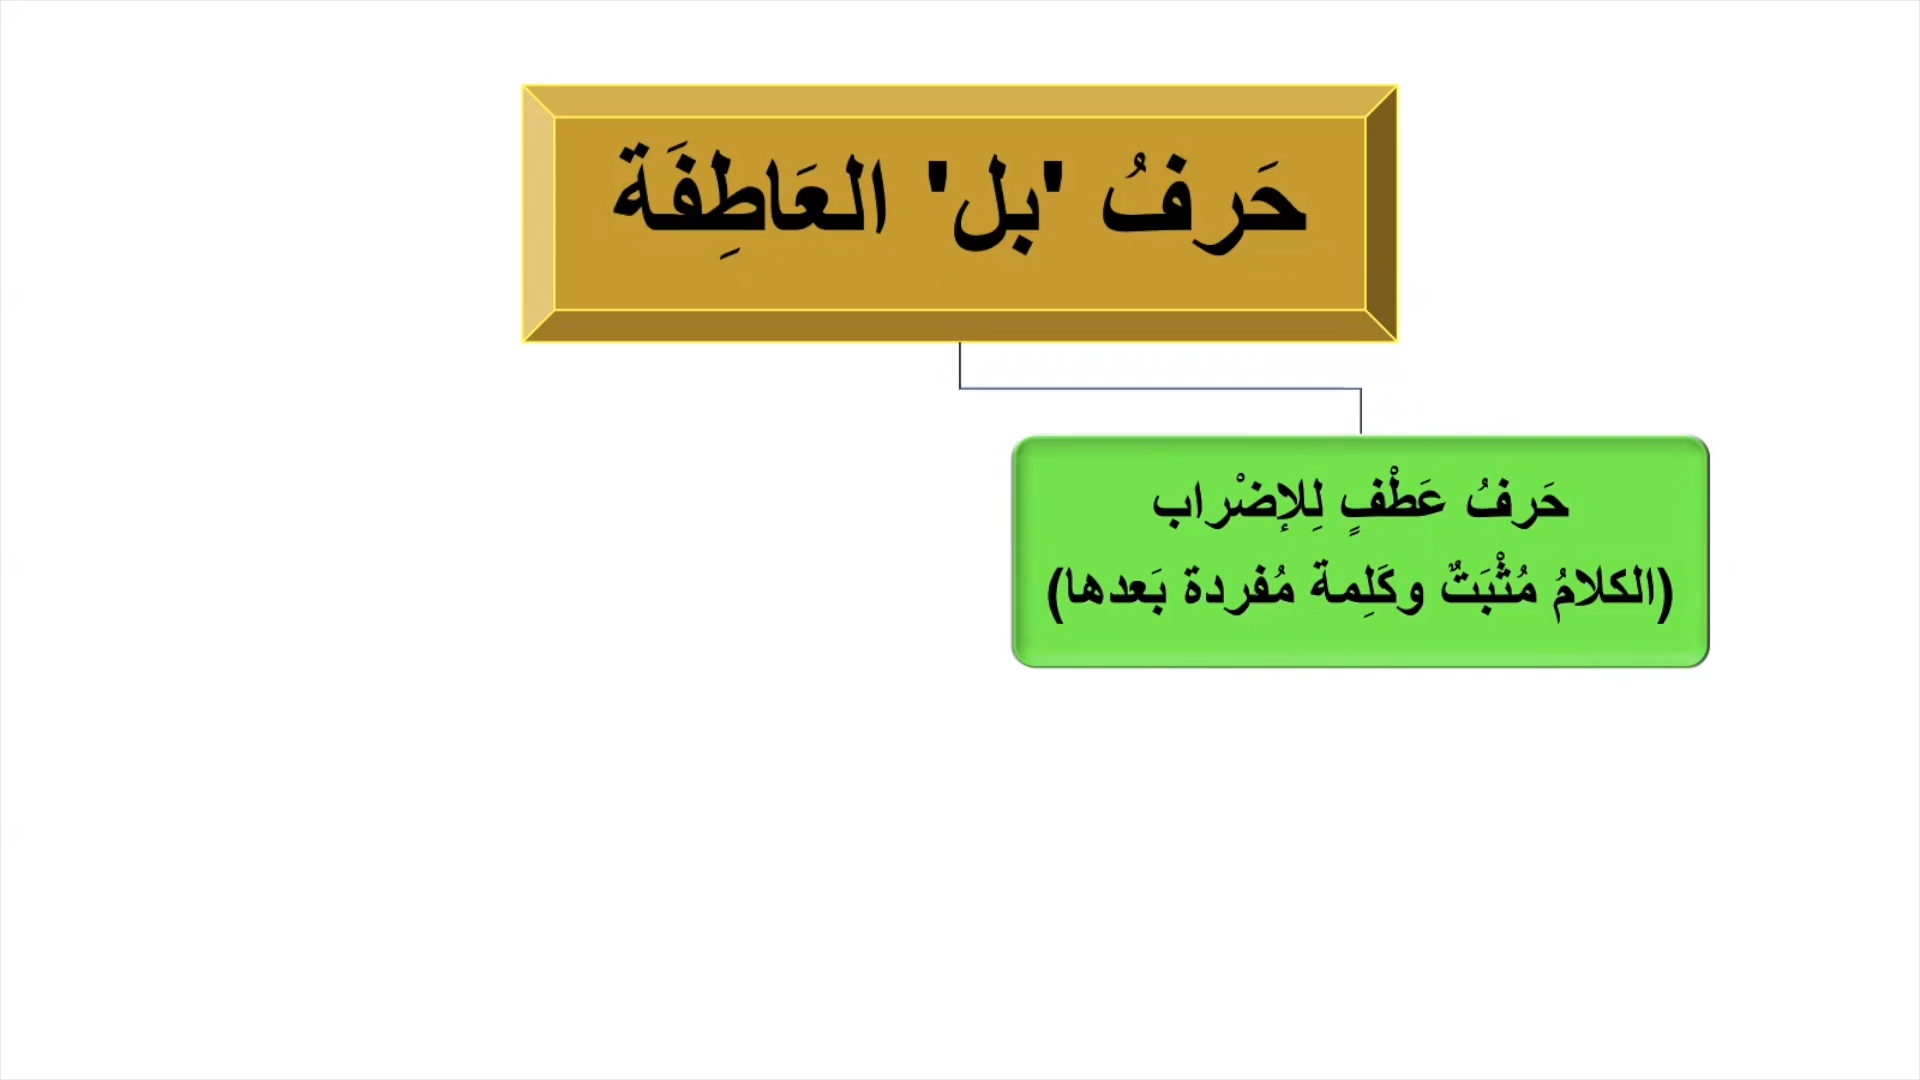 حَرفُ 'بل' العَاطِفَة
حَرفُ عَطْفٍ لِلإضْراب
(الكلامُ مُثْبَتٌ وكَلِمة مُفردة بَعدها)